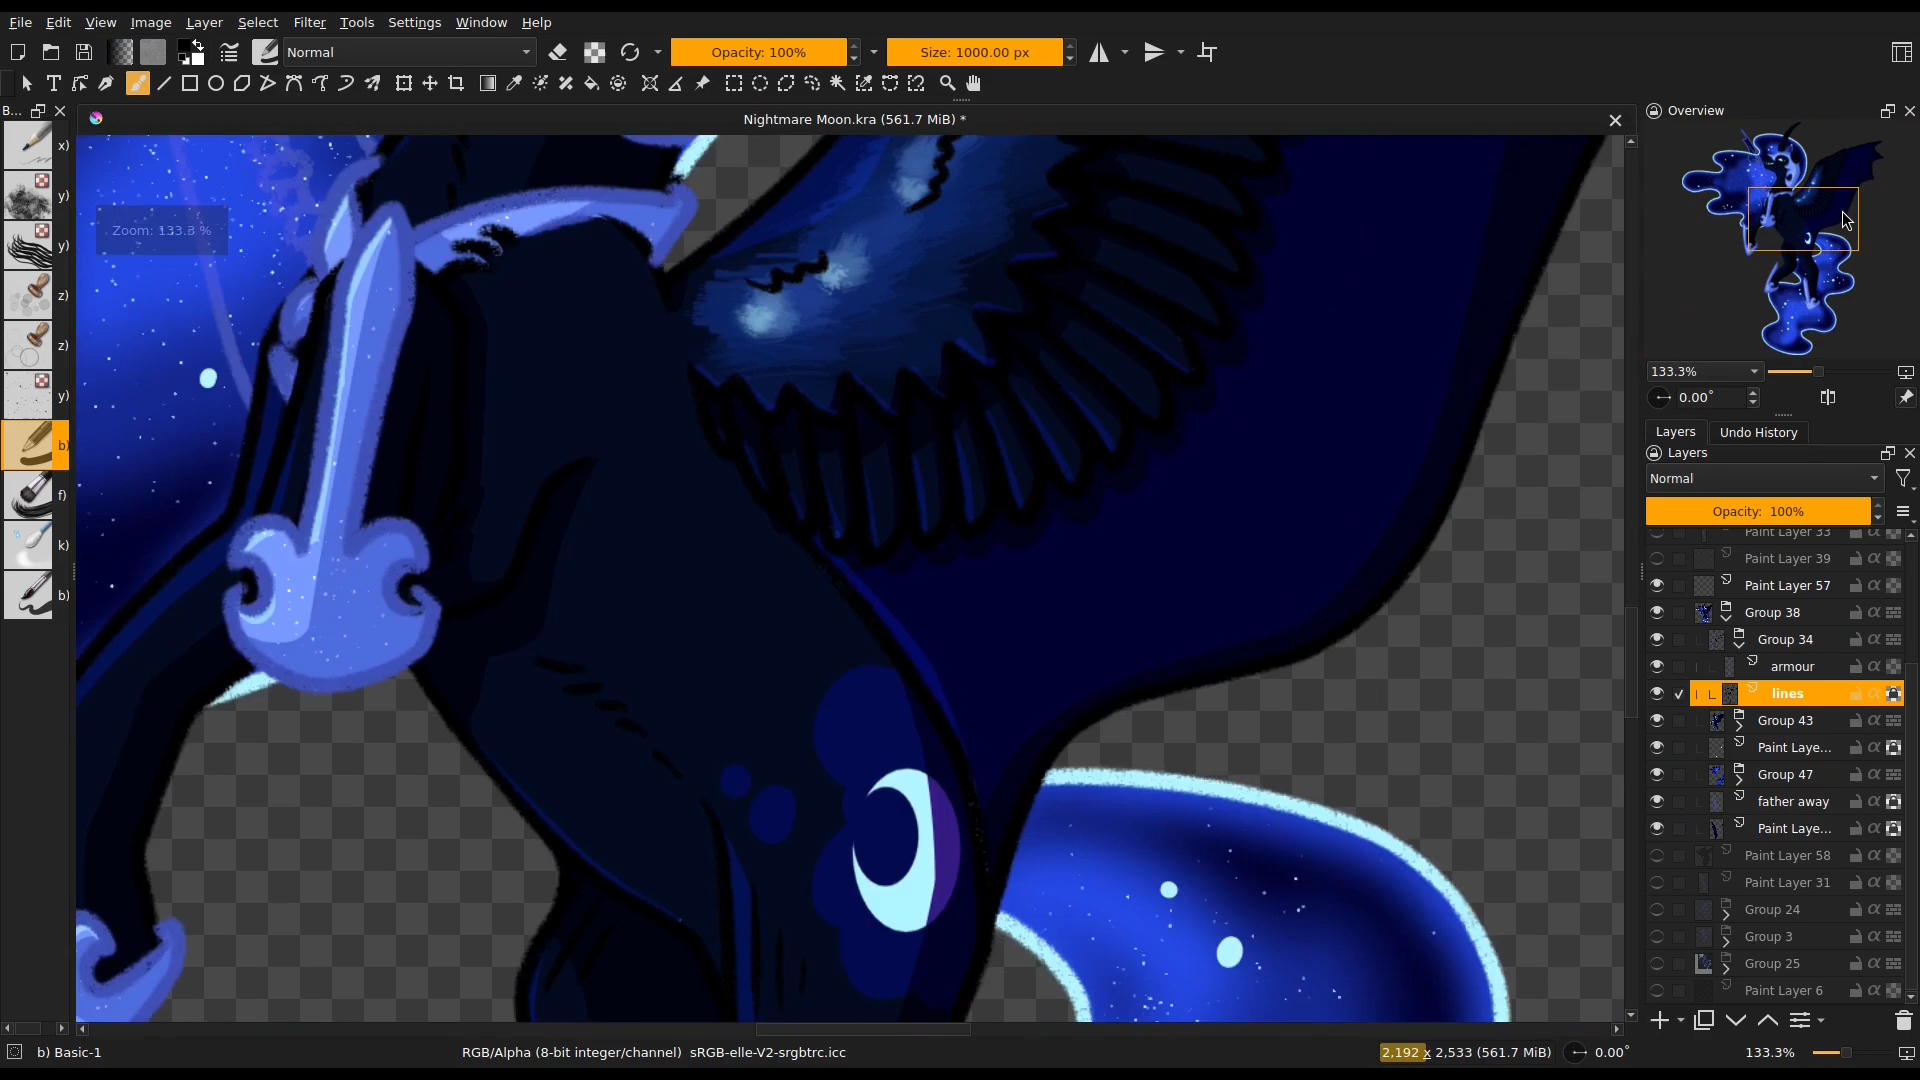 File Edit View Image Layer Select Filter Tools Settings Window Help
Normal
Opacity: 100%
Size: 1000.00 px
B...
Nightmare Moon.kra (561.7 MiB) *
Overview
x)
y)
y)
z)
z)
y)
b)
f)
k)
b)
Zoom: 133.3 %
133.3%
0.00°
Layers Undo History
Layers
Normal
Opacity: 100%
Paint Layer 33
Paint Layer 39
Paint Layer 57
Group 38
Group 34
armour
lines
Group 43
Paint Laye...
Group 47
father away
Paint Laye...
Paint Layer 58
Paint Layer 31
Group 24
Group 3
Group 25
Paint Layer 6
b) Basic-1
RGB/Alpha (8-bit integer/channel) sRGB-elle-V2-srgbtrc.icc
2,192 x 2,533 (561.7 MiB)
0.00°
133.3%